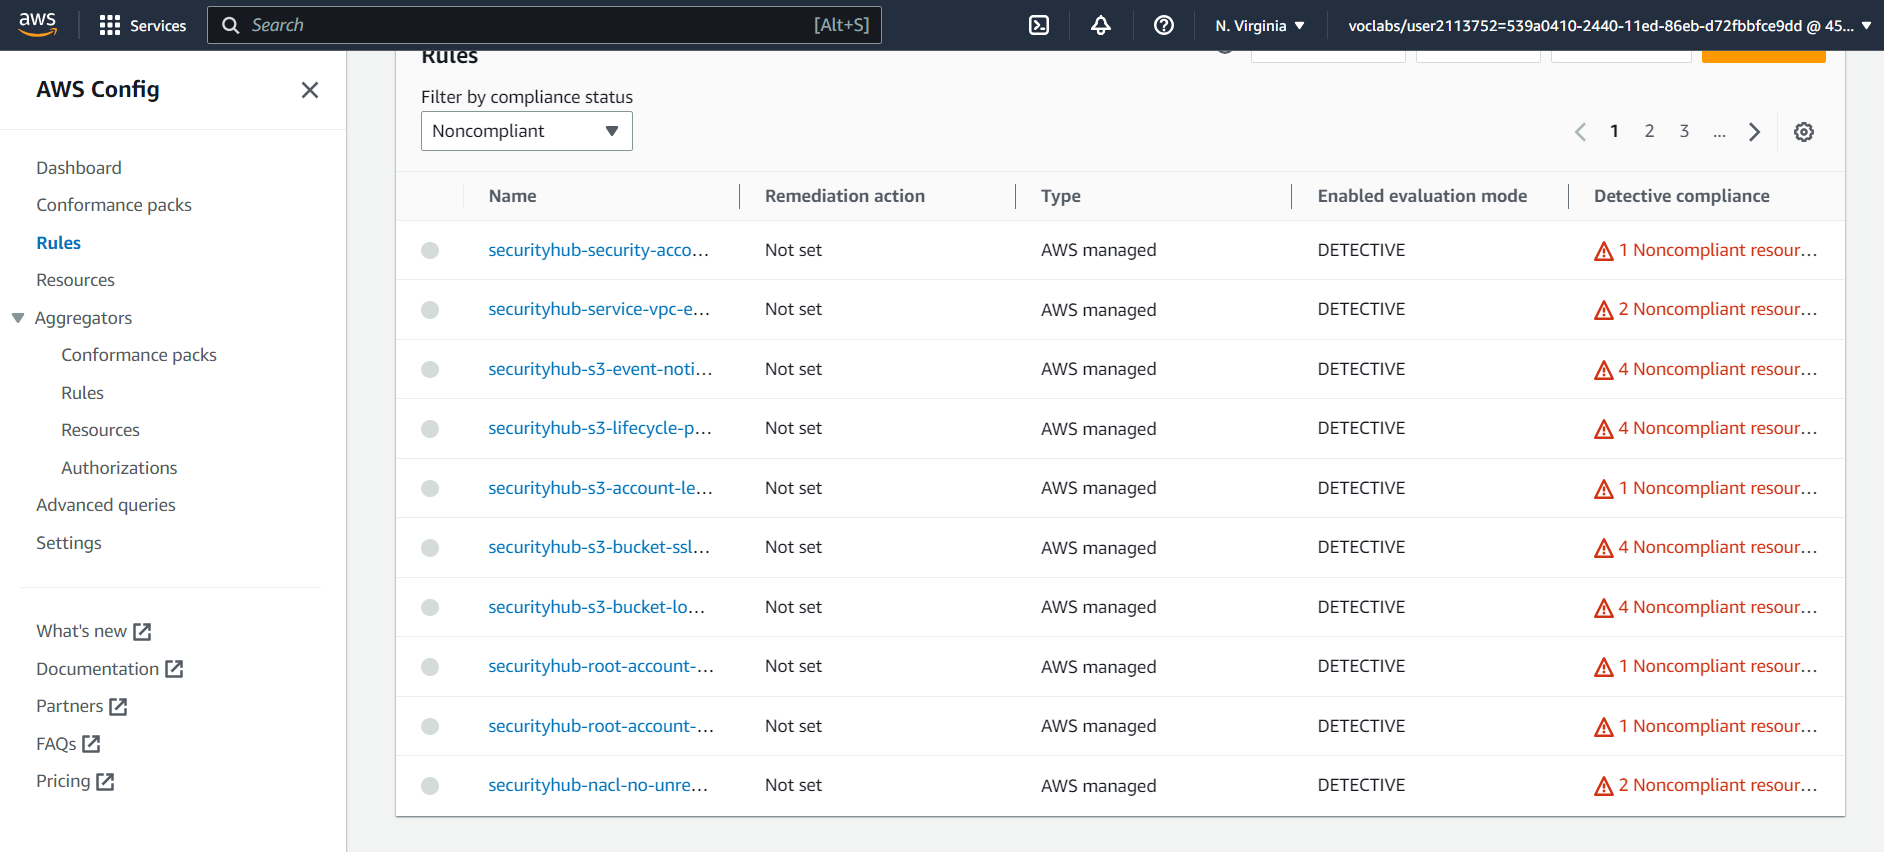 aws
Services
Search
[Alt+S]
N. Virginia
voclabs/user2113752=539a0410-2440-11ed-86eb-d72fbbfce9dd @ 45...
AWS Config
Dashboard
Conformance packs
Rules
Resources
Aggregators
Conformance packs
Rules
Resources
Authorizations
Advanced queries
Settings
What's new
Documentation
Partners
FAQs
Pricing
Rules
Filter by compliance status
Noncompliant
1 2 3 ...
Name Remediation action Type Enabled evaluation mode Detective compliance
securityhub-security-acco... Not set AWS managed DETECTIVE 1 Noncompliant resour...
securityhub-service-vpc-e... Not set AWS managed DETECTIVE 2 Noncompliant resour...
securityhub-s3-event-noti... Not set AWS managed DETECTIVE 4 Noncompliant resour...
securityhub-s3-lifecycle-p... Not set AWS managed DETECTIVE 4 Noncompliant resour...
securityhub-s3-account-le... Not set AWS managed DETECTIVE 1 Noncompliant resour...
securityhub-s3-bucket-ssl... Not set AWS managed DETECTIVE 4 Noncompliant resour...
securityhub-s3-bucket-lo... Not set AWS managed DETECTIVE 4 Noncompliant resour...
securityhub-root-account-... Not set AWS managed DETECTIVE 1 Noncompliant resour...
securityhub-root-account-... Not set AWS managed DETECTIVE 1 Noncompliant resour...
securityhub-nacl-no-unre... Not set AWS managed DETECTIVE 2 Noncompliant resour...